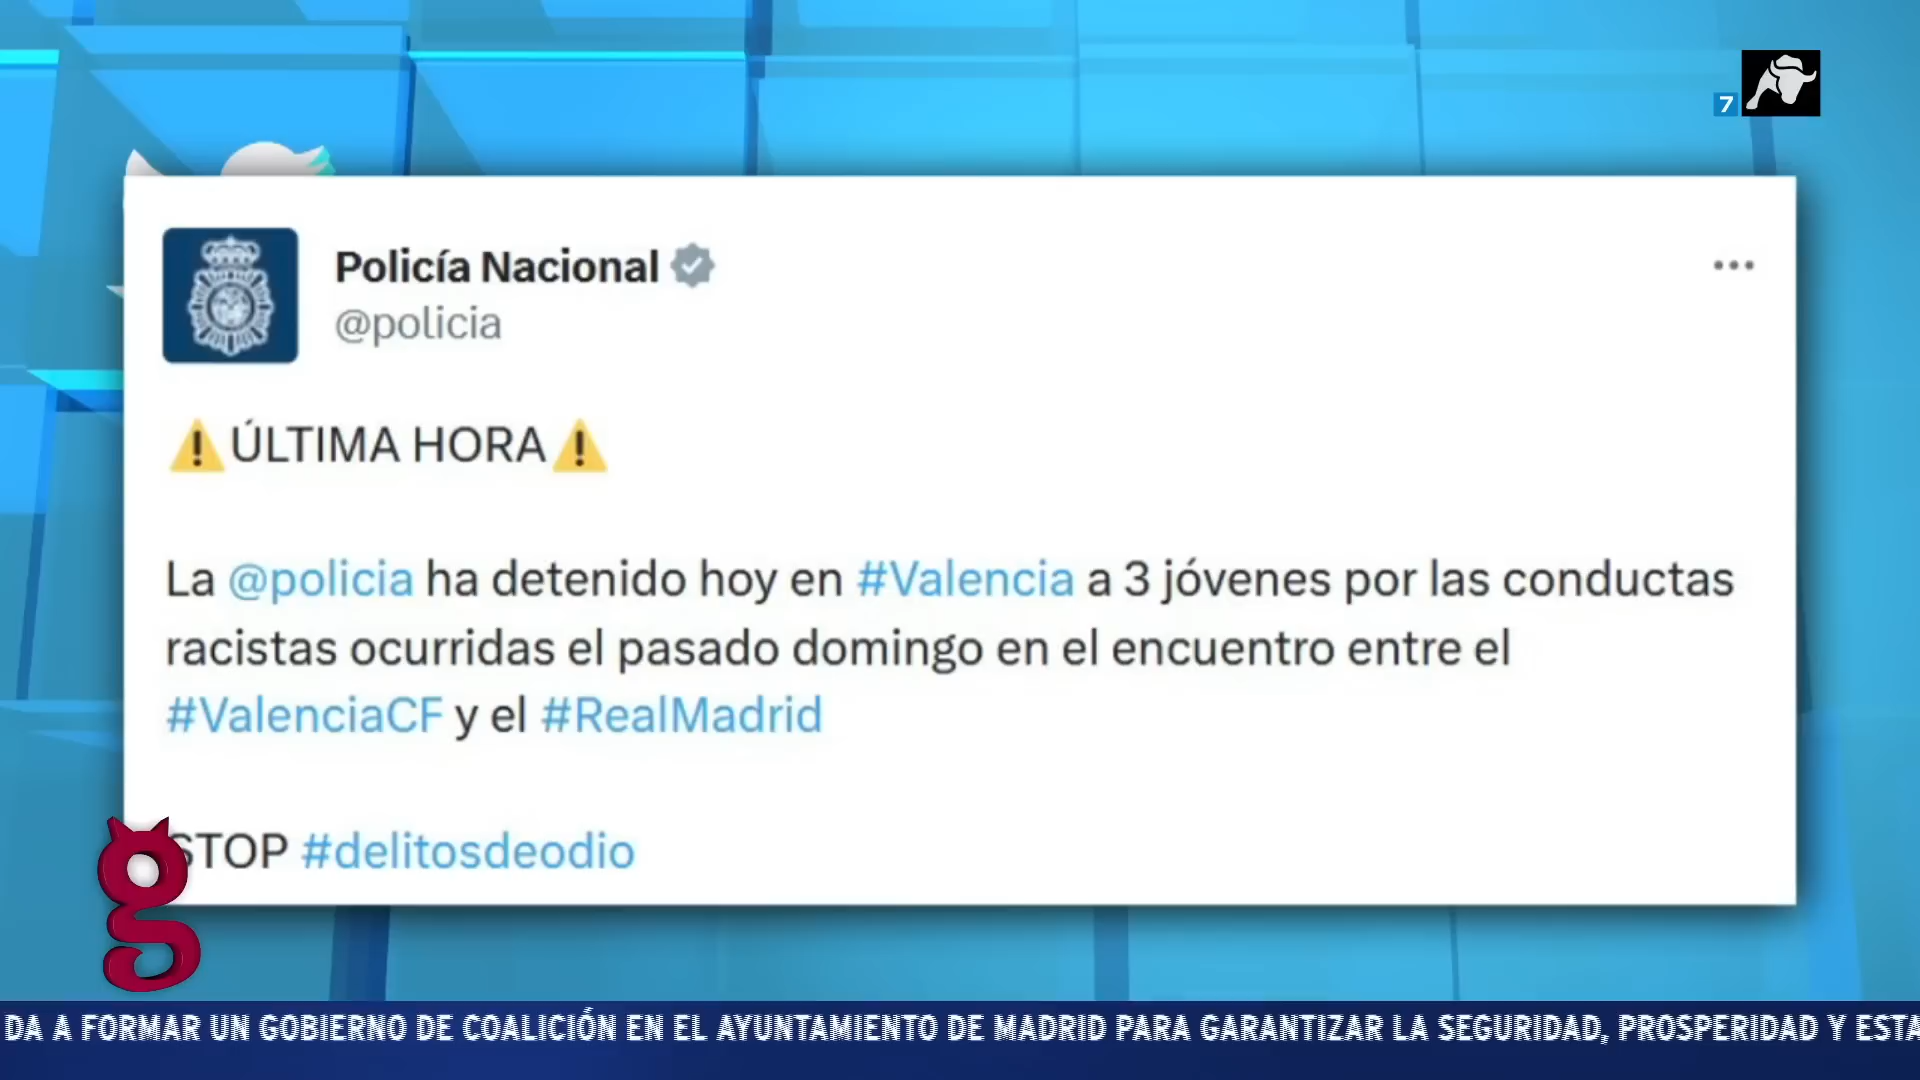 7
Policía Nacional
@policia
ÚLTIMA HORA
La @policia ha detenido hoy en #Valencia a 3 jóvenes por las conductas
racistas ocurridas el pasado domingo en el encuentro entre el
#ValenciaCF y el #RealMadrid
STOP #delitosdeodio
g
DA A FORMAR UN GOBIERNO DE COALICIÓN EN EL AYUNTAMIENTO DE MADRID PARA GARANTIZAR LA SEGURIDAD, PROSPERIDAD Y ESTA